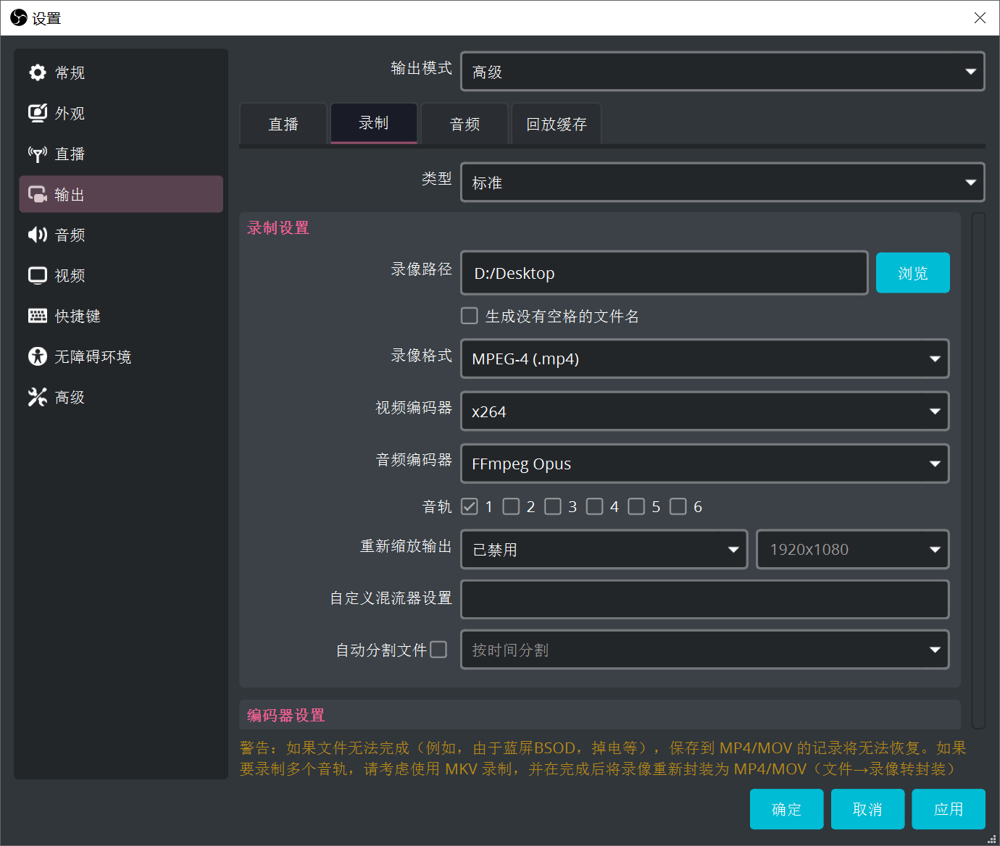 设置
常规
外观
直播
输出
音频
视频
快捷键
无障碍环境
高级
输出模式 高级
直播 录制 音频 回放缓存
类型 标准
录制设置
录像路径 D:/Desktop 浏览
生成没有空格的文件名
录像格式 MPEG-4 (.mp4)
视频编码器 x264
音频编码器 FFmpeg Opus
音轨 1 2 3 4 5 6
重新缩放输出 已禁用 1920x1080
自定义混流器设置
自动分割文件 按时间分割
编码器设置
警告：如果文件无法完成（例如，由于蓝屏BSOD，掉电等），保存到 MP4/MOV 的记录将无法恢复。如果
要录制多个音轨，请考虑使用 MKV 录制，并在完成后将录像重新封装为 MP4/MOV（文件→录像转封装）
确定 取消 应用